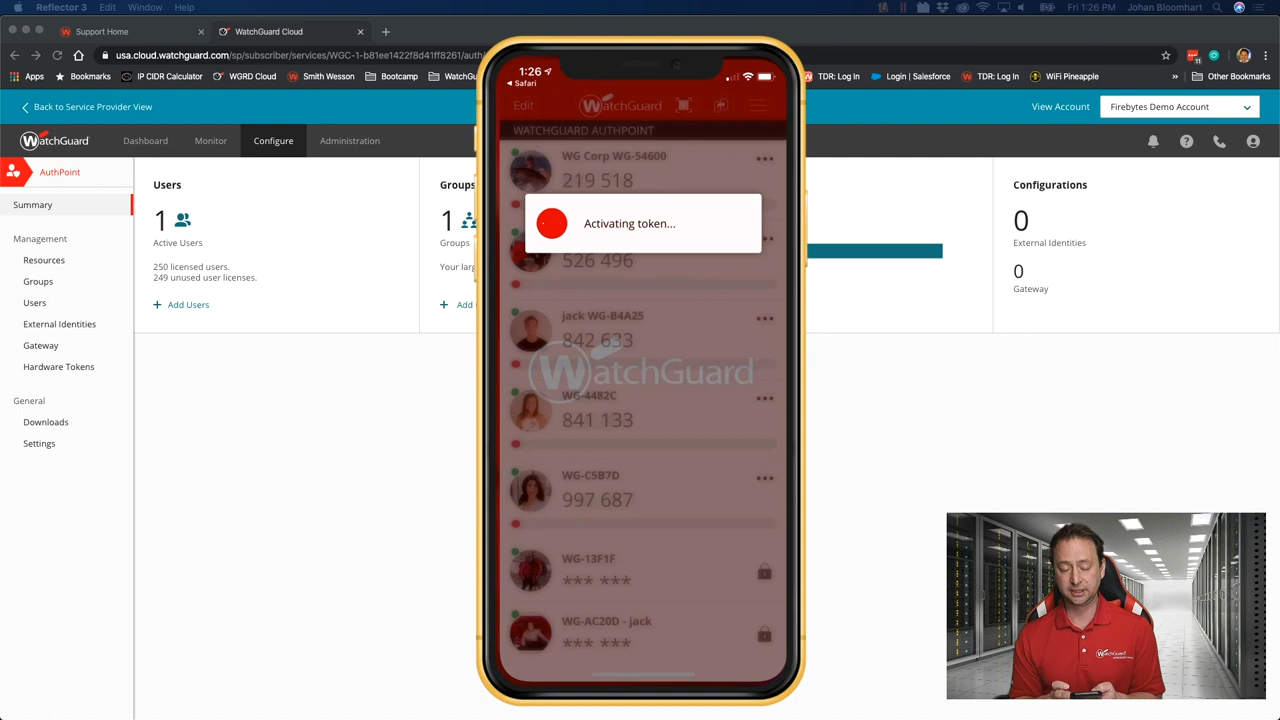 Reflector 3 Edit Window Help
Fri 1:26 PM Johan Bloomhart
Support Home
WatchGuard Cloud
usa.cloud.watchguard.com/sp/subscriber/services/WGC-1-b81ee1422f8d41ff8261/auth/
Apps Bookmarks IP CIDR Calculator WGRD Cloud Smith Wesson Bootcamp WatchGu
TDR: Log In Login | Salesforce TDR: Log In WiFi Pineapple » Other Bookmarks
Back to Service Provider View
View Account Firebytes Demo Account
WatchGuard Dashboard Monitor Configure Administration
AuthPoint
Summary
Management
Resources
Groups
Users
External Identities
Gateway
Hardware Tokens
General
Downloads
Settings
Users
1
Active Users
250 licensed users.
249 unused user licenses.
+ Add Users
Groups
1
Groups
Your larg
+ Add
Configurations
0
External Identities
0
Gateway
1:26
Safari
Edit WatchGuard
WATCHGUARD AUTHPOINT
WG Corp WG-54600
219 518
Activating token...
526 496
jack WG-B4A25
842 633
WatchGuard
WG-4482C
841 133
WG-C5B7D
997 687
WG-13F1F
*** ***
WG-AC20D - jack
*** ***
WatchGuard